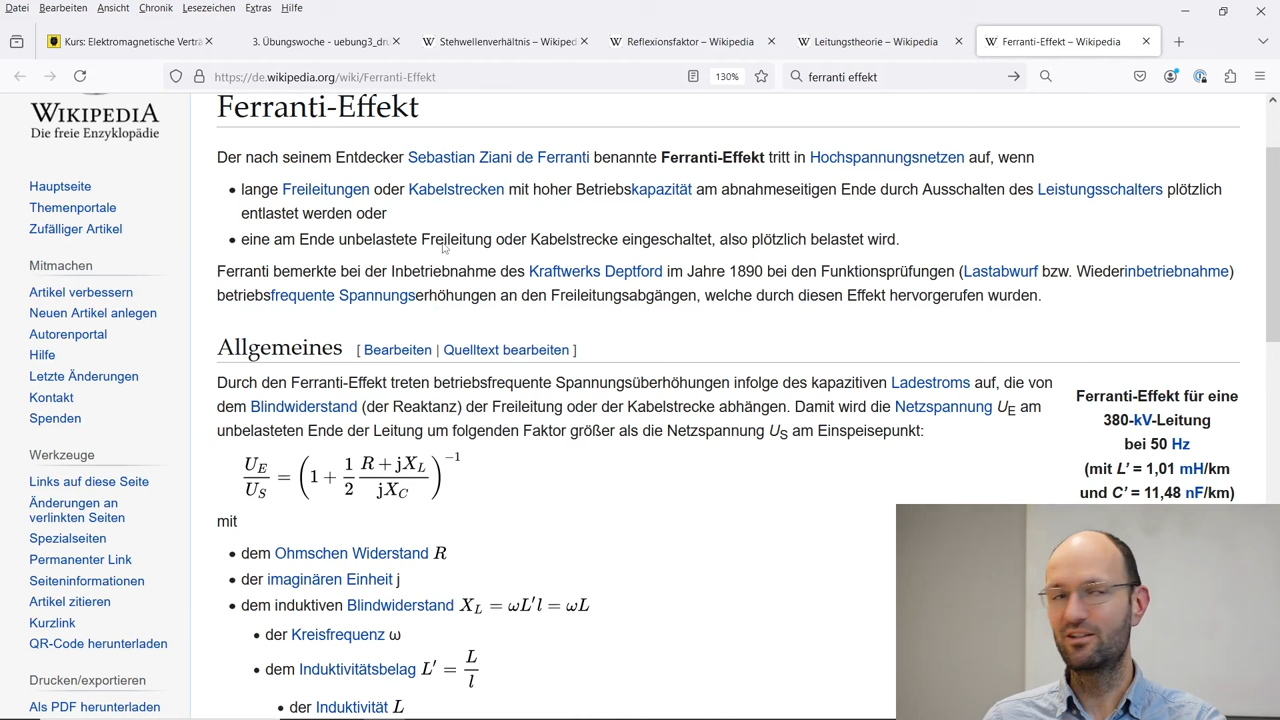 Datei Bearbeiten Ansicht Chronik Lesezeichen Extras Hilfe
Kurs: Elektromagnetische Verträ
3. Übungswoche - uebung3_dru
Stehwellenverhältnis – Wikiped
Reflexionsfaktor – Wikipedia
Leitungstheorie – Wikipedia
Ferranti-Effekt – Wikipedia
https://de.wikipedia.org/wiki/Ferranti-Effekt
130%
ferranti effekt
WIKIPEDIA
Die freie Enzyklopädie
Hauptseite
Themenportale
Zufälliger Artikel
Mitmachen
Artikel verbessern
Neuen Artikel anlegen
Autorenportal
Hilfe
Letzte Änderungen
Kontakt
Spenden
Werkzeuge
Links auf diese Seite
Änderungen an
verlinkten Seiten
Spezialseiten
Permanenter Link
Seiteninformationen
Artikel zitieren
Kurzlink
QR-Code herunterladen
Drucken/exportieren
Als PDF herunterladen
Ferranti-Effekt
Der nach seinem Entdecker Sebastian Ziani de Ferranti benannte Ferranti-Effekt tritt in Hochspannungsnetzen auf, wenn
• lange Freileitungen oder Kabelstrecken mit hoher Betriebskapazität am abnahmeseitigen Ende durch Ausschalten des Leistungsschalters plötzlich
entlastet werden oder
• eine am Ende unbelastete Freileitung oder Kabelstrecke eingeschaltet, also plötzlich belastet wird.
Ferranti bemerkte bei der Inbetriebnahme des Kraftwerks Deptford im Jahre 1890 bei den Funktionsprüfungen (Lastabwurf bzw. Wiederinbetriebnahme)
betriebsfrequente Spannungserhöhungen an den Freileitungsabgängen, welche durch diesen Effekt hervorgerufen wurden.
Allgemeines [ Bearbeiten | Quelltext bearbeiten ]
Durch den Ferranti-Effekt treten betriebsfrequente Spannungsüberhöhungen infolge des kapazitiven Ladestroms auf, die von
dem Blindwiderstand (der Reaktanz) der Freileitung oder der Kabelstrecke abhängen. Damit wird die Netzspannung U_E am
unbelasteten Ende der Leitung um folgenden Faktor größer als die Netzspannung U_S am Einspeisepunkt:
U_E/U_S = (1 + 1/2 (R + jX_L)/(jX_C))^−1
mit
• dem Ohmschen Widerstand R
• der imaginären Einheit j
• dem induktiven Blindwiderstand X_L = ωL′l = ωL
• der Kreisfrequenz ω
• dem Induktivitätsbelag L′ = L/l
• der Induktivität L
Ferranti-Effekt für eine
380-kV-Leitung
bei 50 Hz
(mit L' = 1,01 mH/km
und C' = 11,48 nF/km)